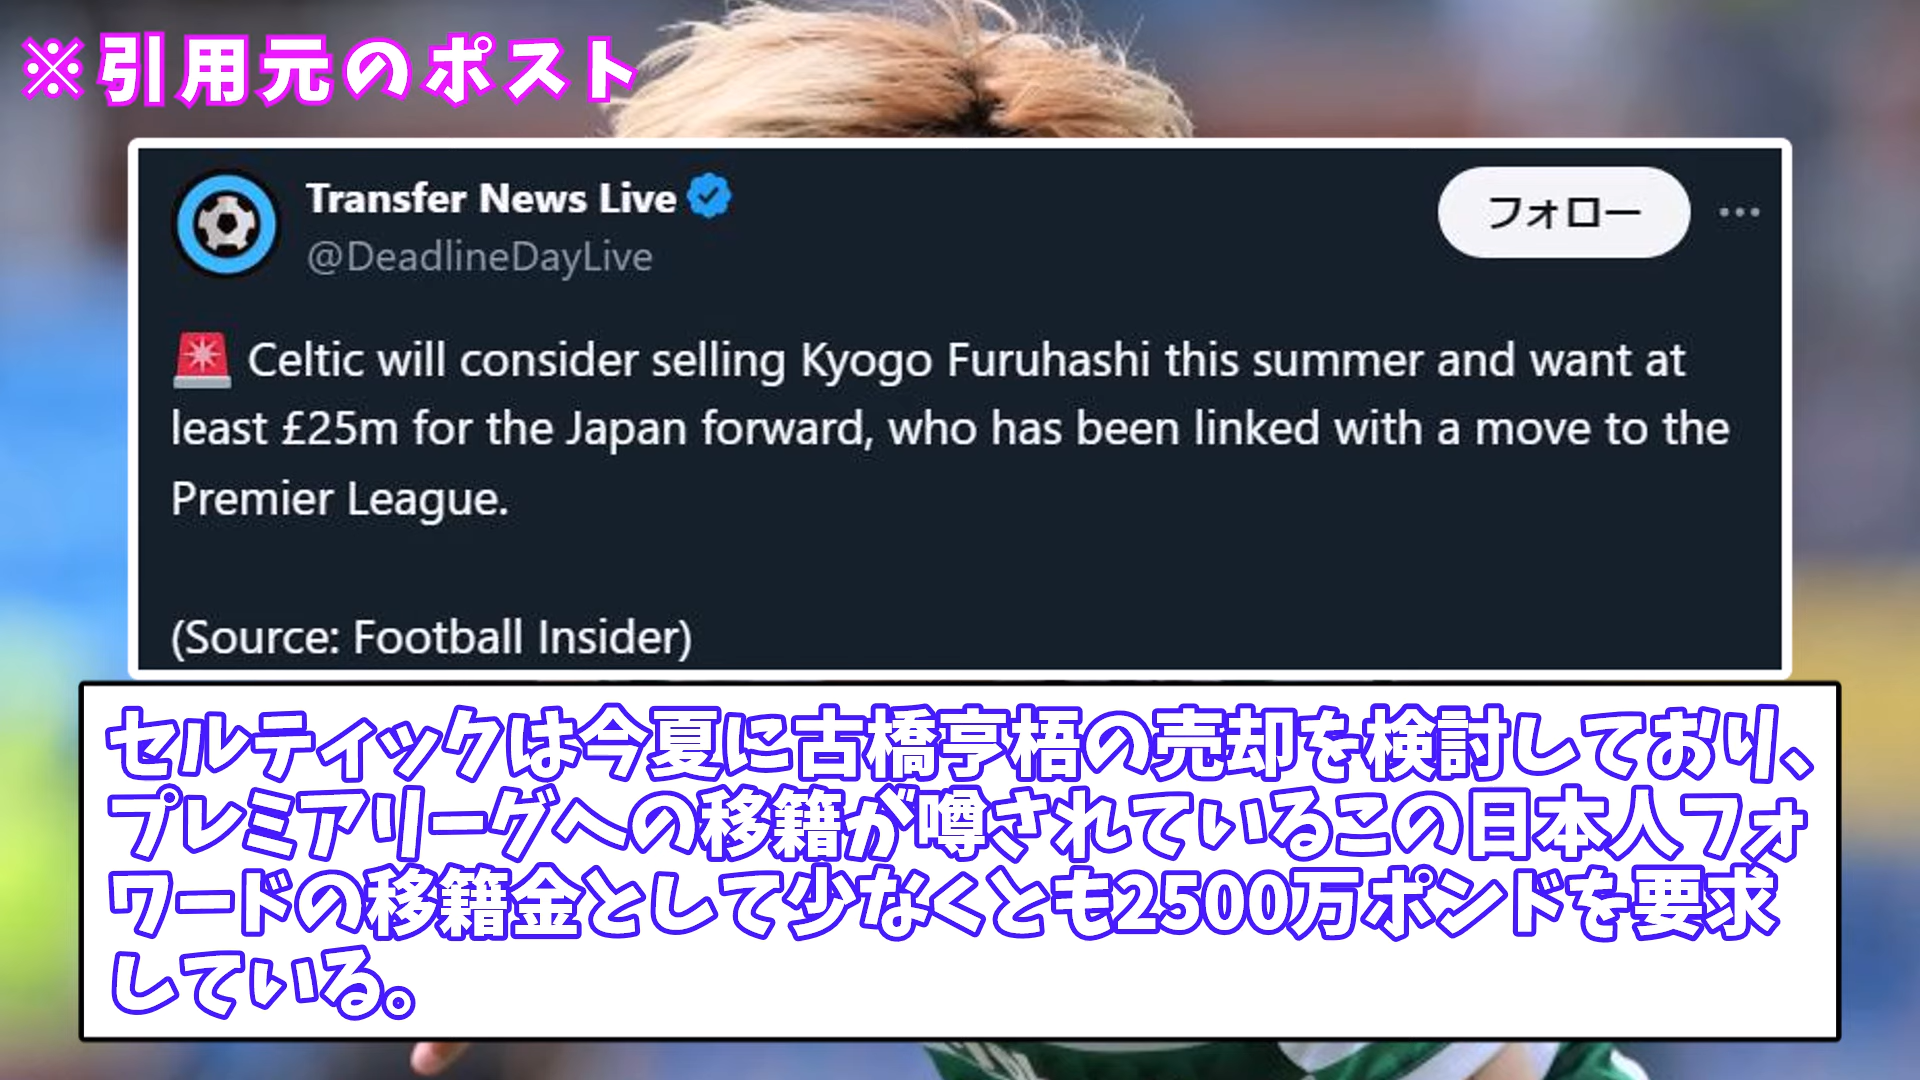 ※引用元のポスト
Transfer News Live
フォロー
@DeadlineDayLive
🚨 Celtic will consider selling Kyogo Furuhashi this summer and want at
least £25m for the Japan forward, who has been linked with a move to the
Premier League.
(Source: Football Insider)
セルティックは今夏に古橋亨梧の売却を検討しており、
プレミアリーグへの移籍が噂されているこの日本人フォ
ワードの移籍金として少なくとも2500万ポンドを要求
している。